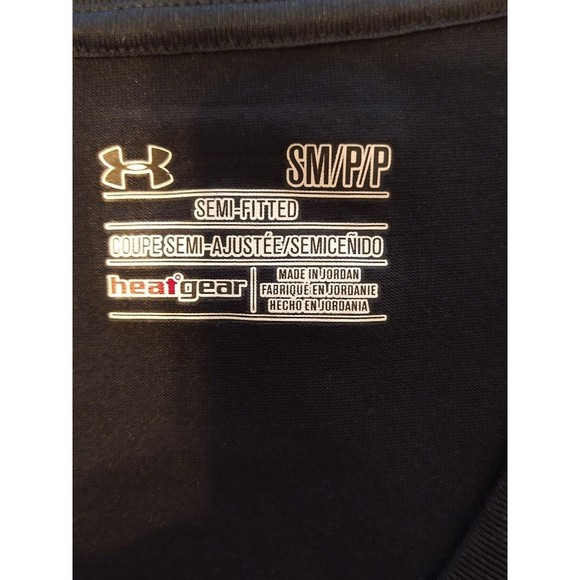 SM/P/P
SEMI-FITTED
COUPE SEMI-AJUSTÉE/SEMICEÑIDO
heatgear
MADE IN JORDAN
FABRIQUÉ EN JORDANIE
HECHO EN JORDANIA